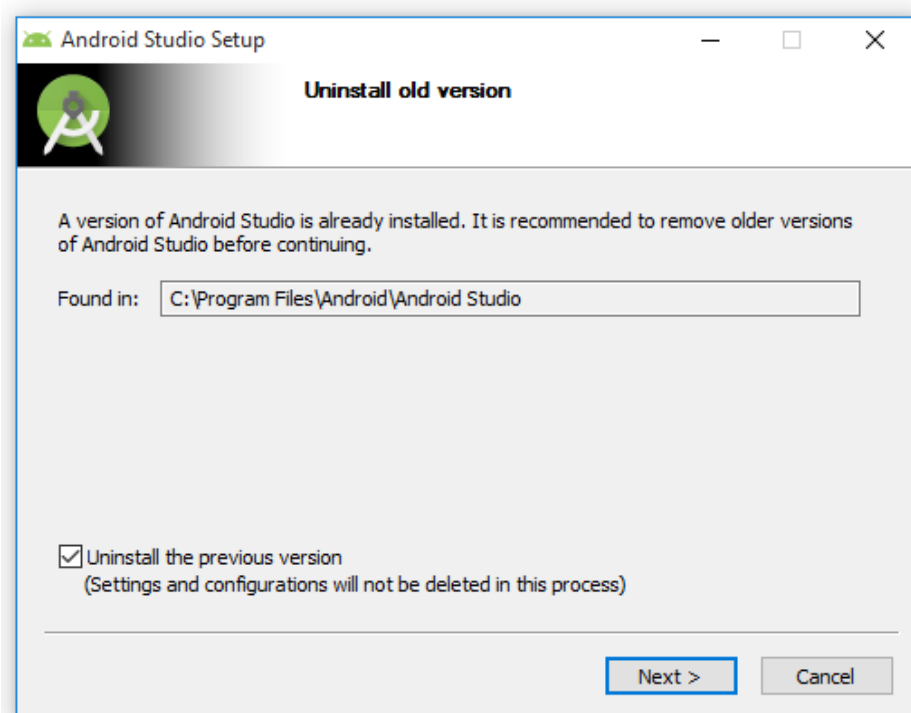 Android Studio Setup
Uninstall old version
A version of Android Studio is already installed. It is recommended to remove older versions
of Android Studio before continuing.
Found in: C:\Program Files\Android\Android Studio
Uninstall the previous version
(Settings and configurations will not be deleted in this process)
Next > Cancel